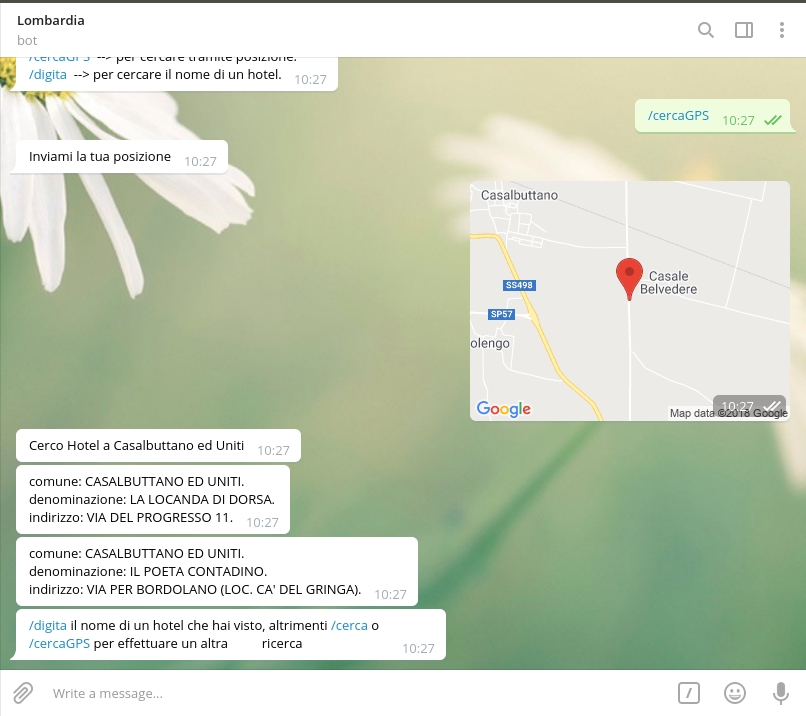 Lombardia
bot
/cercaGPS --> per cercare tramite posizione.
/digita --> per cercare il nome di un hotel. 10:27
/cercaGPS 10:27
Inviami la tua posizione 10:27
Casalbuttano
Casale
Belvedere
SS498
SP57
olengo
Google
10:27
Map data ©2018 Google
Cerco Hotel a Casalbuttano ed Uniti 10:27
comune: CASALBUTTANO ED UNITI.
denominazione: LA LOCANDA DI DORSA.
indirizzo: VIA DEL PROGRESSO 11. 10:27
comune: CASALBUTTANO ED UNITI.
denominazione: IL POETA CONTADINO.
indirizzo: VIA PER BORDOLANO (LOC. CA' DEL GRINGA). 10:27
/digita il nome di un hotel che hai visto, altrimenti /cerca o
/cercaGPS per effettuare un altra ricerca 10:27
Write a message...